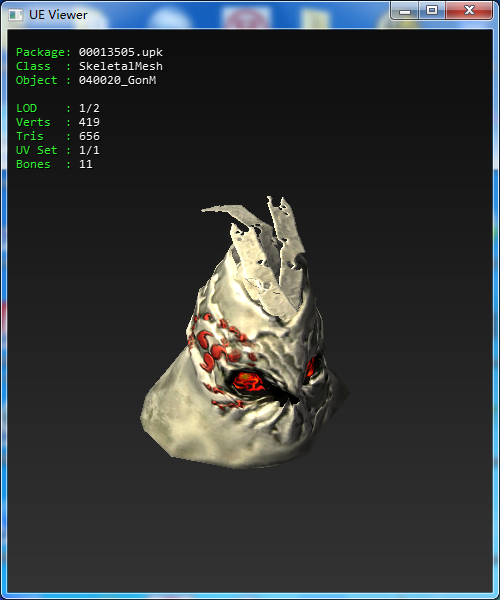 UE Viewer
Package: 00013505.upk
Class : SkeletalMesh
Object : 040020_GonM
LOD : 1/2
Verts : 419
Tris : 656
UV Set : 1/1
Bones : 11